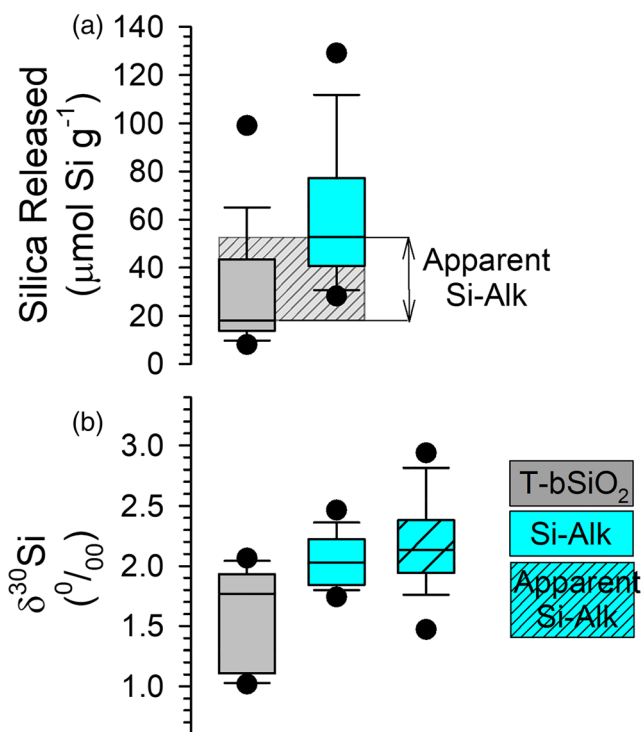 (a)
Silica Released
(μmol Si g⁻¹)
140
120
100
80
60
40
20
0
Apparent
Si-Alk
(b)
δ³⁰Si
(⁰/₀₀)
3.0
2.5
2.0
1.5
1.0
T-bSiO₂
Si-Alk
Apparent
Si-Alk